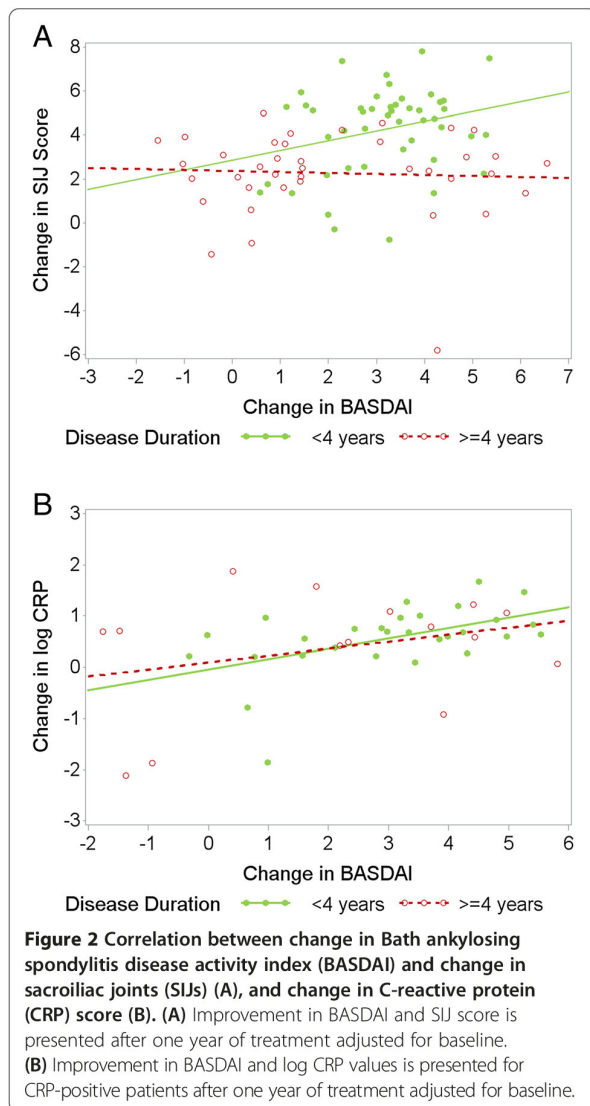 A
8
6
4
2
0
-2
-4
-6
Change in SIJ Score
-3 -2 -1 0 1 2 3 4 5 6 7
Change in BASDAI
Disease Duration <4 years >=4 years
B
3
2
1
0
-1
-2
-3
Change in log CRP
-2 -1 0 1 2 3 4 5 6
Change in BASDAI
Disease Duration <4 years >=4 years
Figure 2 Correlation between change in Bath ankylosing
spondylitis disease activity index (BASDAI) and change in
sacroiliac joints (SIJs) (A), and change in C-reactive protein
(CRP) score (B). (A) Improvement in BASDAI and SIJ score is
presented after one year of treatment adjusted for baseline.
(B) Improvement in BASDAI and log CRP values is presented for
CRP-positive patients after one year of treatment adjusted for baseline.